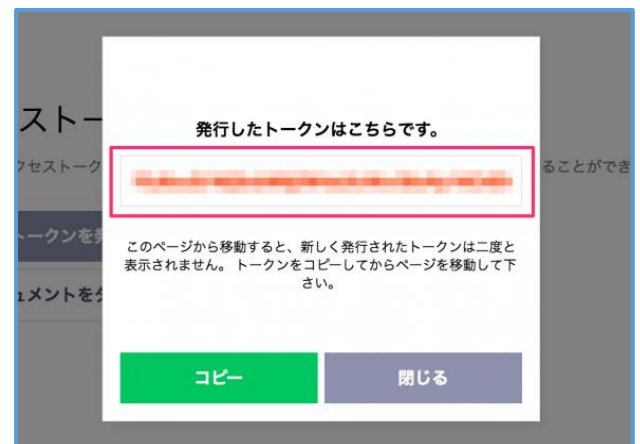 ストー
発行したトークンはこちらです。
クセストーク
ることができ
トークンを発
このページから移動すると、新しく発行されたトークンは二度と
表示されません。トークンをコピーしてからページを移動して下
さい。
ュメントを
コピー
閉じる